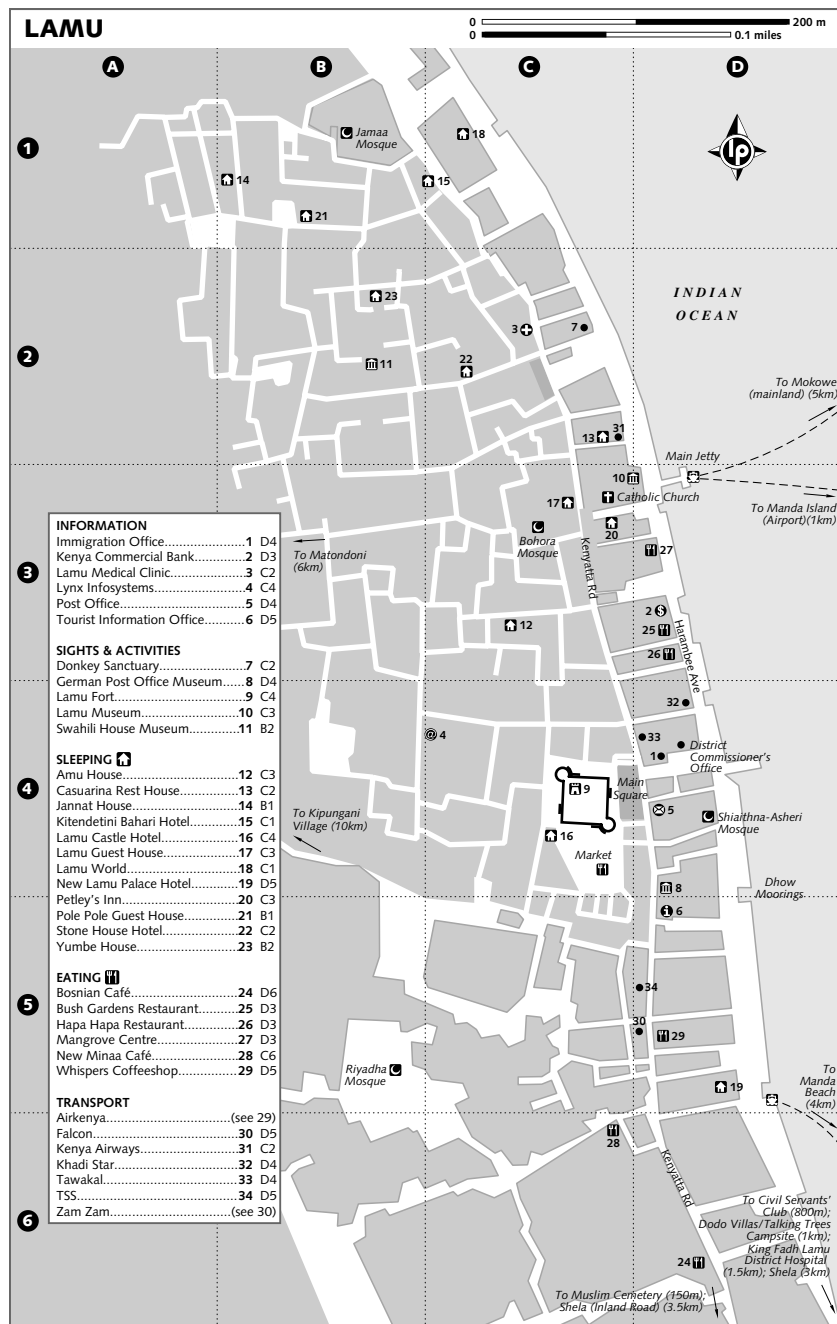 LAMU
0 200 m
0 0.1 miles
A B C D
1
2
3
4
5
6
lp
Jamaa
Mosque
18
14
15
21
INDIAN
OCEAN
23
3
7
11
22
To Mokowe
(mainland) (5km)
13
31
Main Jetty
10
Catholic Church
17
To Manda Island
(Airport)(1km)
20
Bohora
Mosque
27
Kenyatta Rd
To Matondoni
(6km)
2
12
25
26
Harambee Ave
32
4
33
1
District
Commissioner's
Office
9
Main
Square
5
Shiaithna-Asheri
Mosque
To Kipungani
Village (10km)
16
Market
8
Dhow
Moorings
6
34
30
29
Riyadha
Mosque
To
Manda
Beach
(4km)
19
28
Kenyatta Rd
To Civil Servants'
Club (800m);
Dodo Villas/Talking Trees
Campsite (1km);
King Fadh Lamu
District Hospital
(1.5km); Shela (3km)
24
To Muslim Cemetery (150m);
Shela (Inland Road) (3.5km)
INFORMATION
Immigration Office....................1 D4
Kenya Commercial Bank............2 D3
Lamu Medical Clinic..................3 C2
Lynx Infosystems......................4 C4
Post Office...............................5 D4
Tourist Information Office..........6 D5
SIGHTS & ACTIVITIES
Donkey Sanctuary.....................7 C2
German Post Office Museum......8 D4
Lamu Fort................................9 C4
Lamu Museum........................10 C3
Swahili House Museum............11 B2
SLEEPING
Amu House............................12 C3
Casuarina Rest House..............13 C2
Jannat House..........................14 B1
Kitendetini Bahari Hotel...........15 C1
Lamu Castle Hotel...................16 C4
Lamu Guest House..................17 C3
Lamu World............................18 C1
New Lamu Palace Hotel...........19 D5
Petley's Inn.............................20 C3
Pole Pole Guest House.............21 B1
Stone House Hotel..................22 C2
Yumbe House.........................23 B2
EATING
Bosnian Café..........................24 D6
Bush Gardens Restaurant.........25 D3
Hapa Hapa Restaurant.............26 D3
Mangrove Centre....................27 D3
New Minaa Café.....................28 C6
Whispers Coffeeshop...............29 D5
TRANSPORT
Airkenya............................(see 29)
Falcon....................................30 D5
Kenya Airways........................31 C2
Khadi Star..............................32 D4
Tawakal.................................33 D4
TSS........................................34 D5
Zam Zam...........................(see 30)